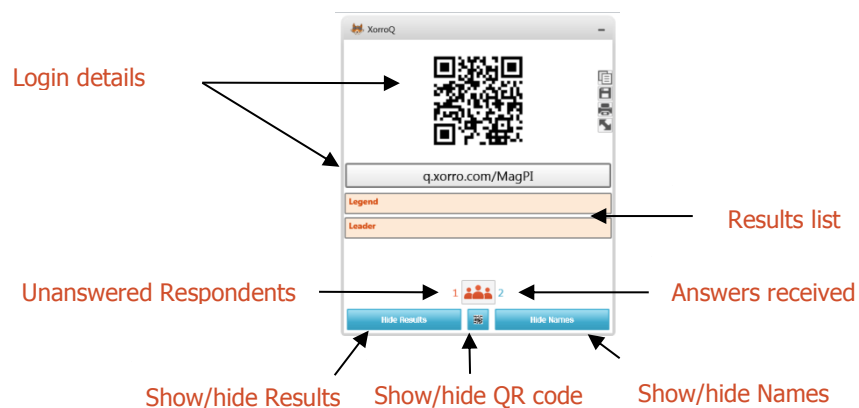 XorroQ
Login details
q.xorro.com/MagPI
Legend
Results list
Leader
Unanswered Respondents
1
2
Answers received
Hide Results
Hide Names
Show/hide Results
Show/hide QR code
Show/hide Names